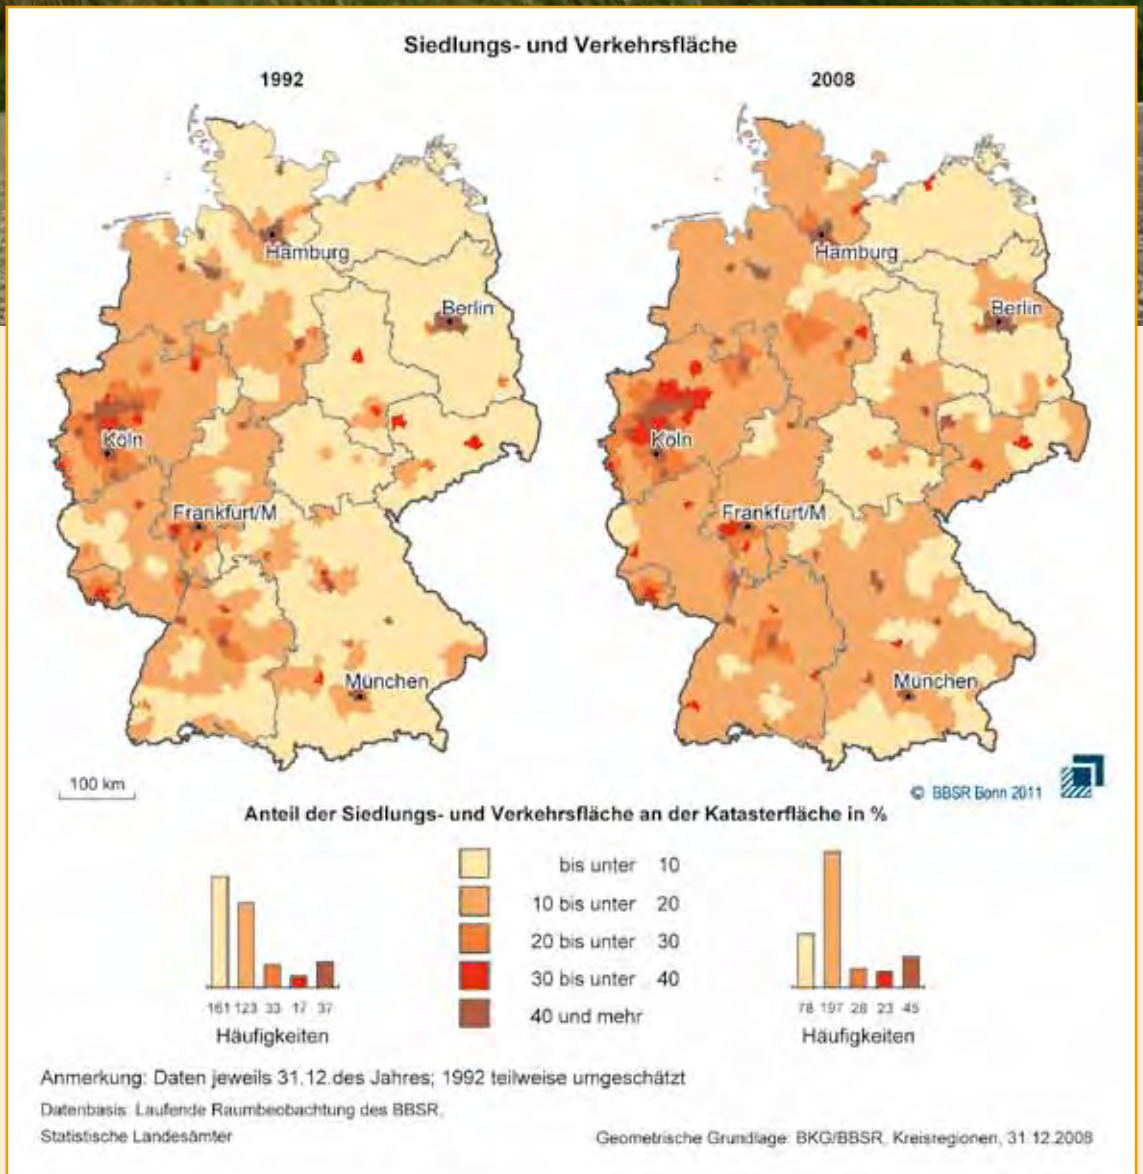 Siedlungs- und Verkehrsfläche
1992
2008
Hamburg
Berlin
Köln
Frankfurt/M
München
Hamburg
Berlin
Köln
Frankfurt/M
München
100 km
© BBSR Bonn 2011
Anteil der Siedlungs- und Verkehrsfläche an der Katasterfläche in %
bis unter 10
10 bis unter 20
20 bis unter 30
30 bis unter 40
40 und mehr
161 123 33 17 37
Häufigkeiten
78 197 28 23 45
Häufigkeiten
Anmerkung: Daten jeweils 31.12.des Jahres; 1992 teilweise umgeschätzt
Datenbasis: Laufende Raumbeobachtung des BBSR,
Statistische Landesämter
Geometrische Grundlage: BKG/BBSR, Kreisregionen, 31.12.2008